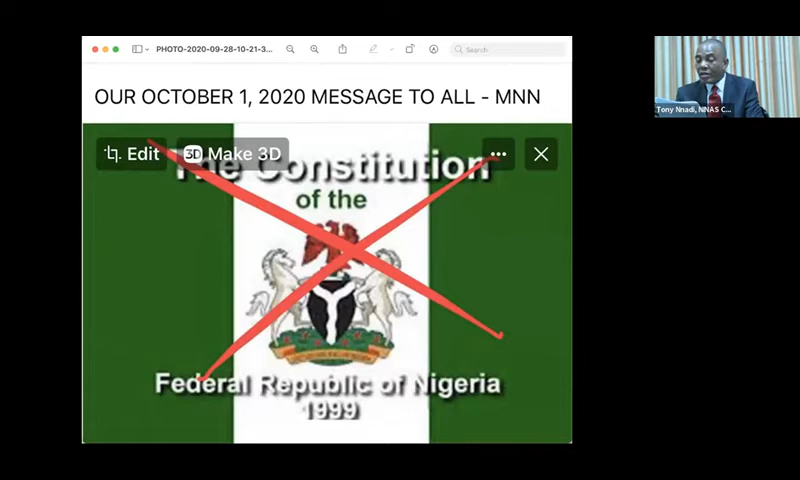 PHOTO-2020-09-28-10-21-3...
Search
OUR OCTOBER 1, 2020 MESSAGE TO ALL - MNN
Edit
3D Make 3D
The Constitution
of the
Federal Republic of Nigeria
1999
Tony Nnadi, NNAS C...